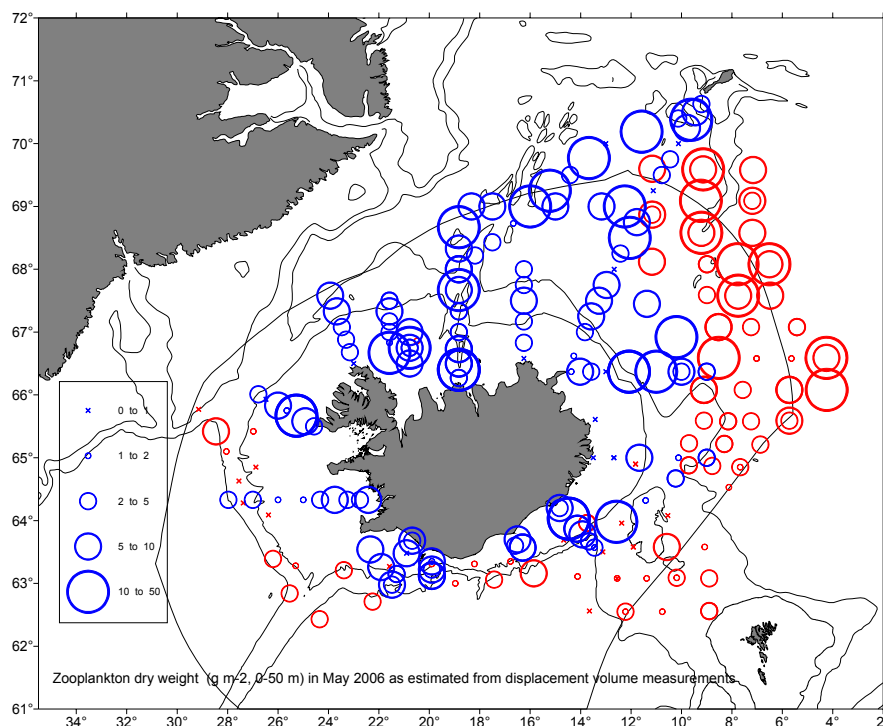 72°
71°
70°
69°
68°
67°
66°
65°
64°
63°
62°
61°
0 to 1
1 to 2
2 to 5
5 to 10
10 to 50
Zooplankton dry weight (g m-2, 0-50 m) in May 2006 as estimated from displacement volume measurements
34° 32° 30° 28° 26° 24° 22° 20° 18° 16° 14° 12° 10° 8° 6° 4° 2